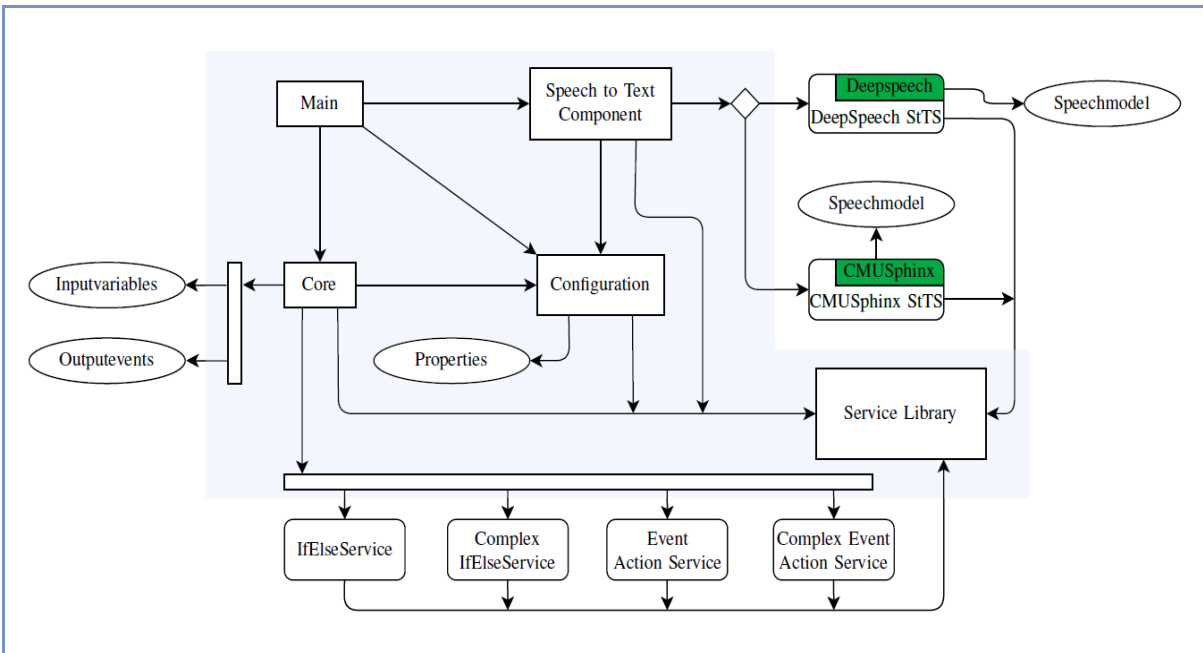 Main
Speech to Text
Component
Deepspeech
DeepSpeech StTS
Speechmodel
Speechmodel
CMUSphinx
CMUSphinx StTS
Inputvariables
Core
Configuration
Outputevents
Properties
Service Library
IfElseService
Complex
IfElseService
Event
Action Service
Complex Event
Action Service